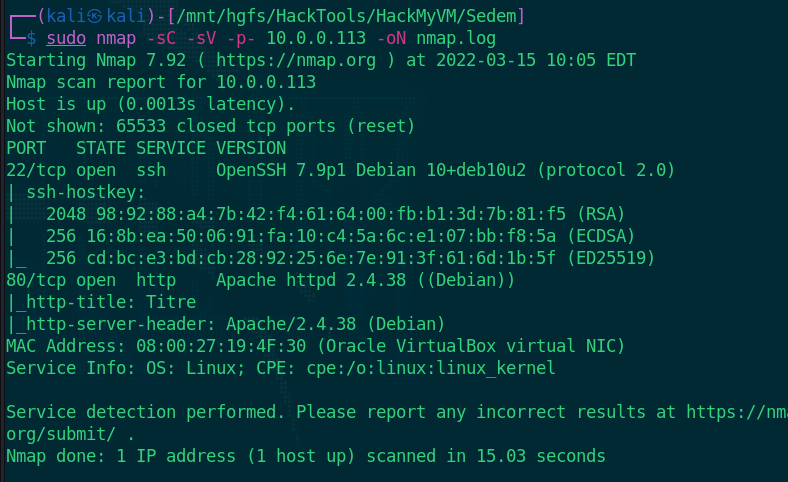 ┌──(kali㉿kali)-[/mnt/hgfs/HackTools/HackMyVM/Sedem]
└─$ sudo nmap -sC -sV -p- 10.0.0.113 -oN nmap.log
Starting Nmap 7.92 ( https://nmap.org ) at 2022-03-15 10:05 EDT
Nmap scan report for 10.0.0.113
Host is up (0.0013s latency).
Not shown: 65533 closed tcp ports (reset)
PORT   STATE SERVICE VERSION
22/tcp open  ssh     OpenSSH 7.9p1 Debian 10+deb10u2 (protocol 2.0)
| ssh-hostkey:
|   2048 98:92:88:a4:7b:42:f4:61:64:00:fb:b1:3d:7b:81:f5 (RSA)
|   256 16:8b:ea:50:06:91:fa:10:c4:5a:6c:e1:07:bb:f8:5a (ECDSA)
|_  256 cd:bc:e3:bd:cb:28:92:25:6e:7e:91:3f:61:6d:1b:5f (ED25519)
80/tcp open  http    Apache httpd 2.4.38 ((Debian))
|_http-title: Titre
|_http-server-header: Apache/2.4.38 (Debian)
MAC Address: 08:00:27:19:4F:30 (Oracle VirtualBox virtual NIC)
Service Info: OS: Linux; CPE: cpe:/o:linux:linux_kernel

Service detection performed. Please report any incorrect results at https://nm
org/submit/ .
Nmap done: 1 IP address (1 host up) scanned in 15.03 seconds